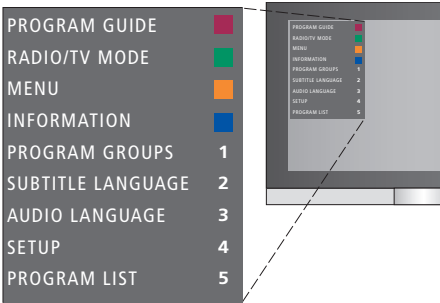 PROGRAM GUIDE
RADIO/TV MODE
MENU
INFORMATION
PROGRAM GROUPS 1
SUBTITLE LANGUAGE 2
AUDIO LANGUAGE 3
SETUP 4
PROGRAM LIST 5
PROGRAM GUIDE
RADIO/TV MODE
MENU
INFORMATION
PROGRAM GROUPS 1
SUBTITLE LANGUAGE 2
AUDIO LANGUAGE 3
SETUP 4
PROGRAM LIST 5